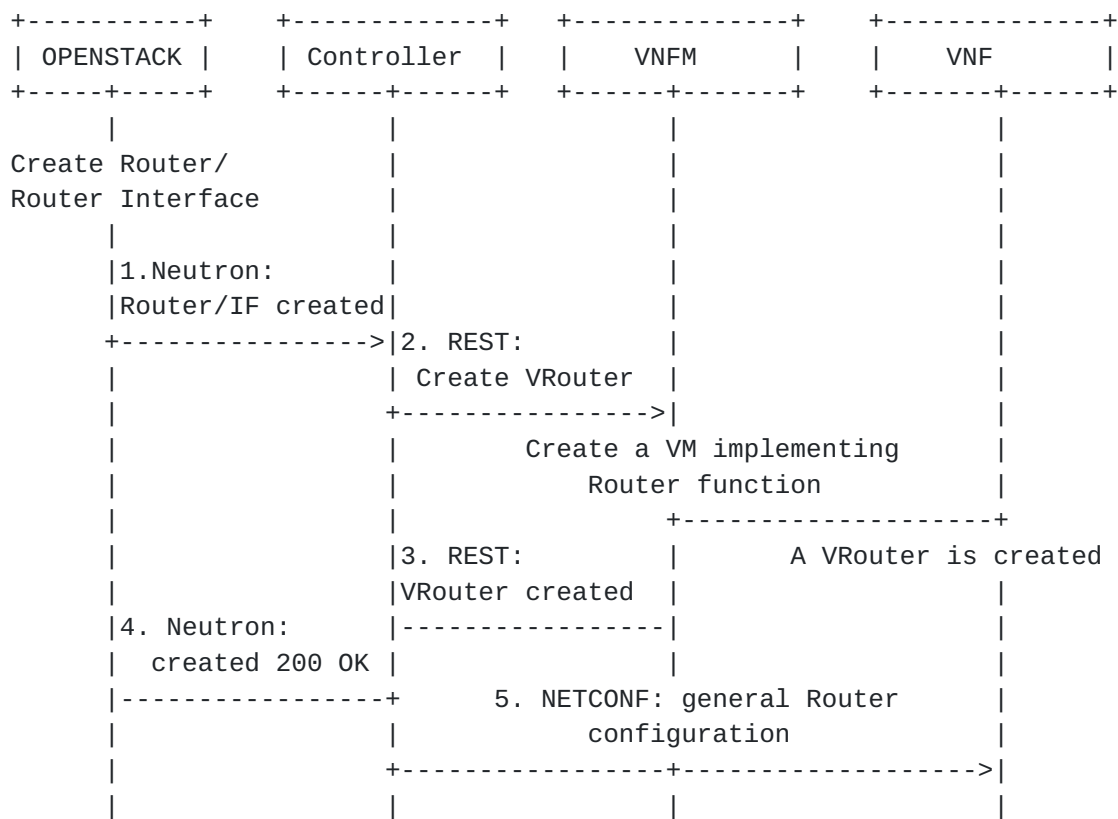 OPENSTACK Controller VNFM VNF
Create Router/
Router Interface
1.Neutron:
Router/IF created
2. REST:
Create VRouter
Create a VM implementing
Router function
3. REST: A VRouter is created
VRouter created
4. Neutron:
created 200 OK
5. NETCONF: general Router
configuration